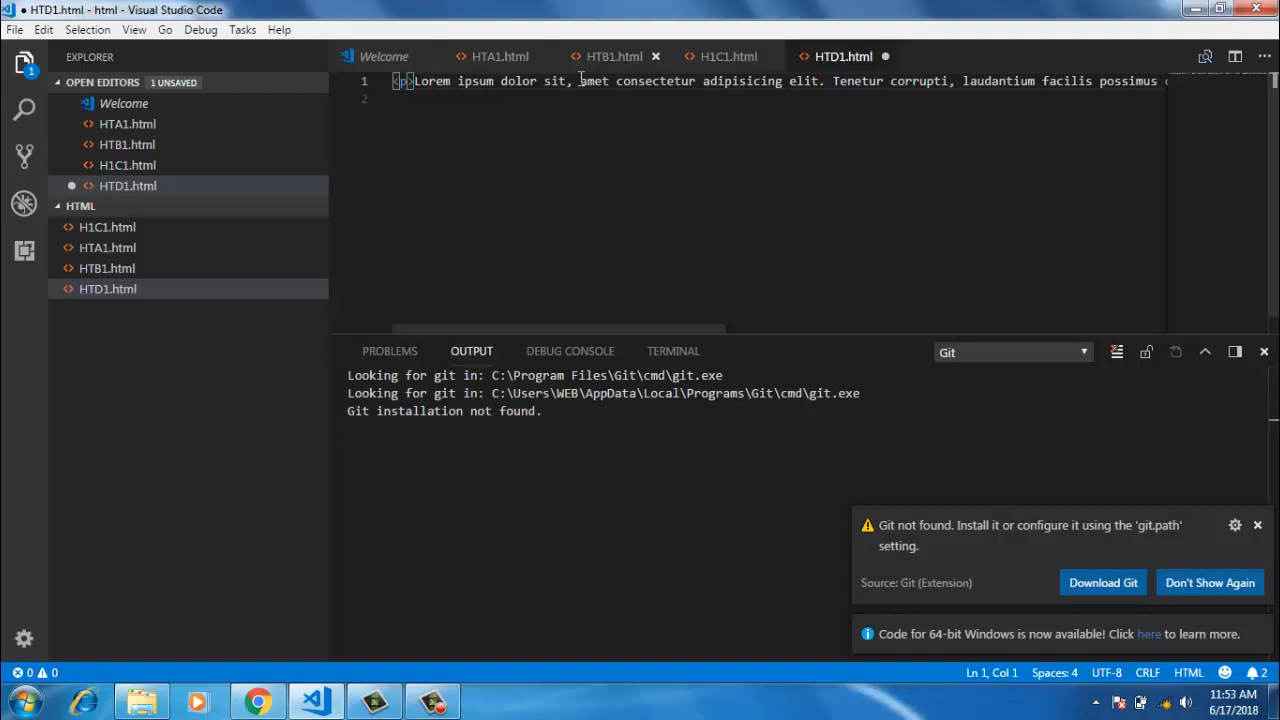 HTD1.html - html - Visual Studio Code
File Edit Selection View Go Debug Tasks Help
EXPLORER
OPEN EDITORS 1 UNSAVED
Welcome
HTA1.html
HTB1.html
H1C1.html
HTD1.html
HTML
H1C1.html
HTA1.html
HTB1.html
HTD1.html
1
Welcome HTA1.html HTB1.html H1C1.html HTD1.html
1 <p>Lorem ipsum dolor sit, amet consectetur adipisicing elit. Tenetur corrupti, laudantium facilis possimus
2
PROBLEMS OUTPUT DEBUG CONSOLE TERMINAL Git
Looking for git in: C:\Program Files\Git\cmd\git.exe
Looking for git in: C:\Users\WEB\AppData\Local\Programs\Git\cmd\git.exe
Git installation not found.
Git not found. Install it or configure it using the 'git.path'
setting.
Source: Git (Extension) Download Git Don't Show Again
Code for 64-bit Windows is now available! Click here to learn more.
0 0 Ln 1, Col 1 Spaces: 4 UTF-8 CRLF HTML 2
11:53 AM
6/17/2018